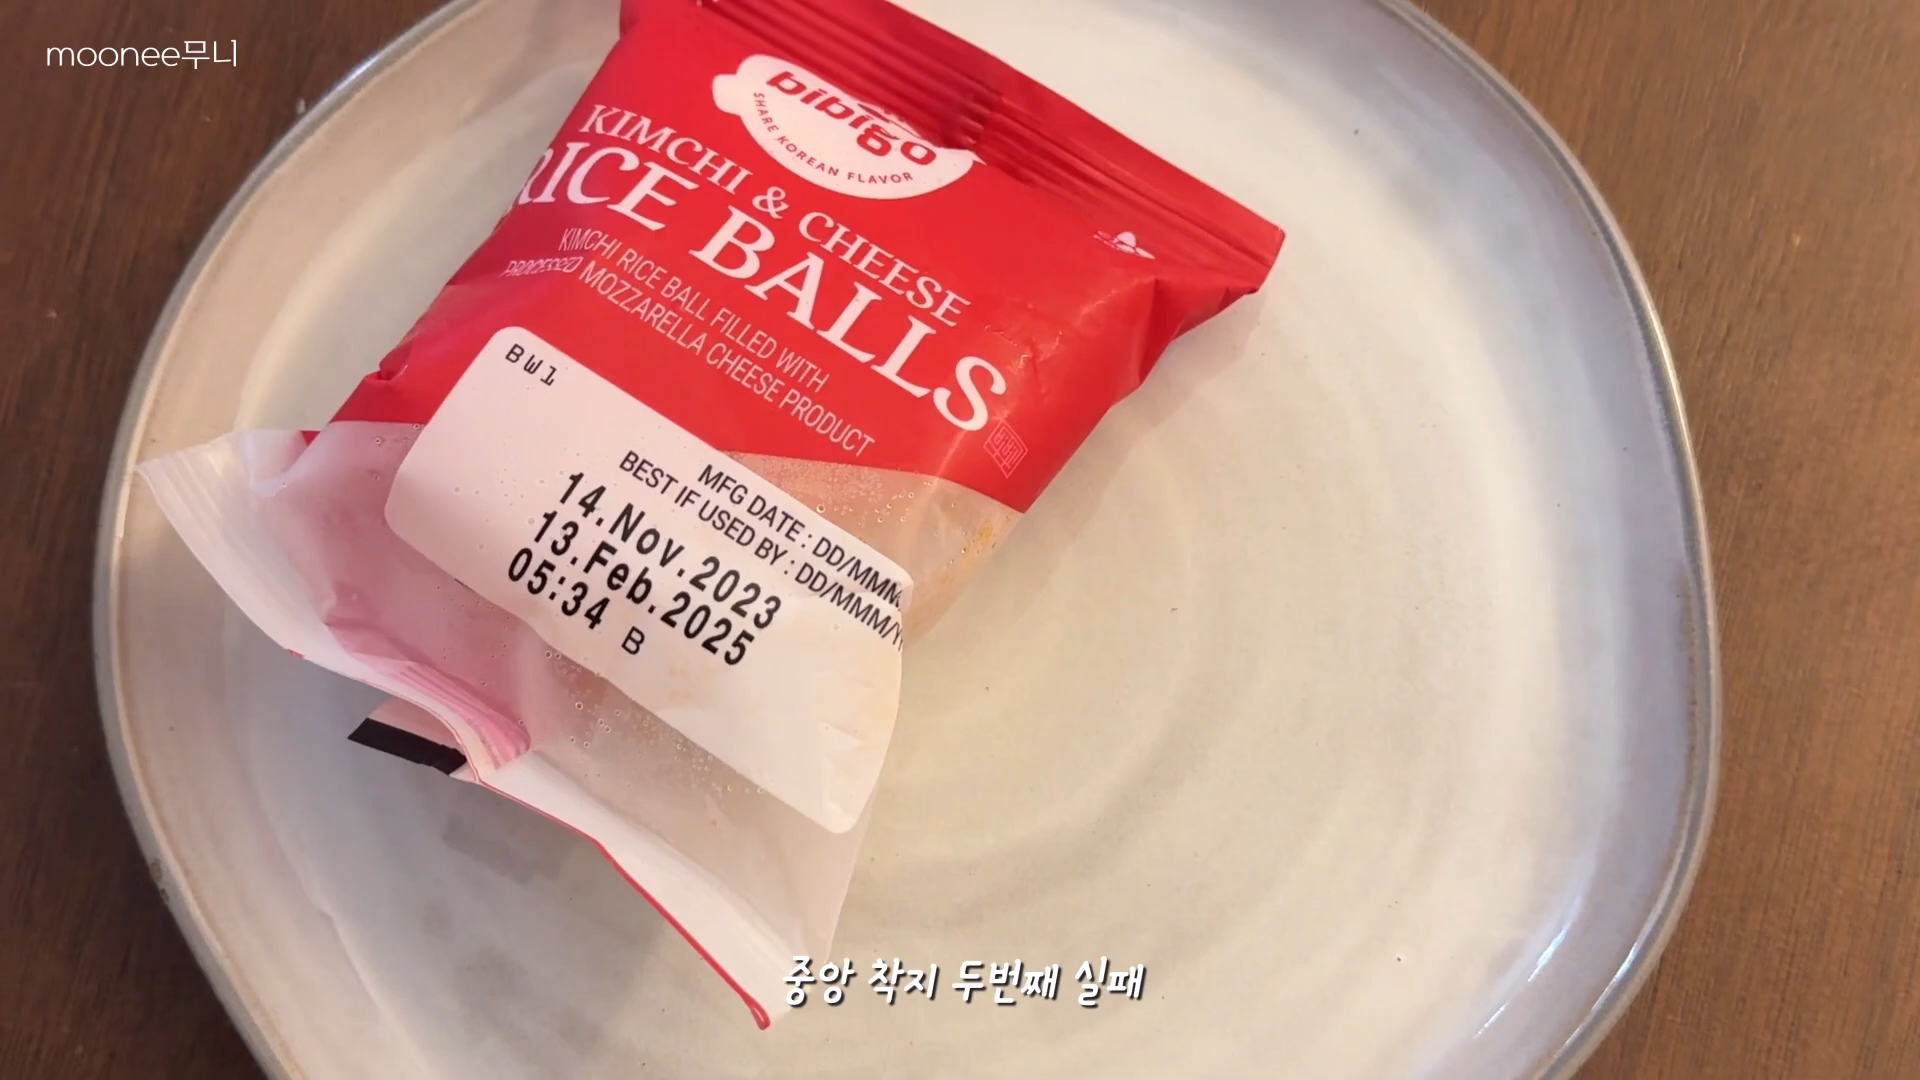 moonee무니
bibigo
SHARE KOREAN FLAVOR
KIMCHI & CHEESE
RICE BALLS
KIMCHI RICE BALL FILLED WITH
PROCESSED MOZZARELLA CHEESE PRODUCT
BW1
MFG DATE : DD/MMM
BEST IF USED BY : DD/MMM/Y
14.Nov.2023
13.Feb.2025
05:34 B
중앙 착지 두번째 실패